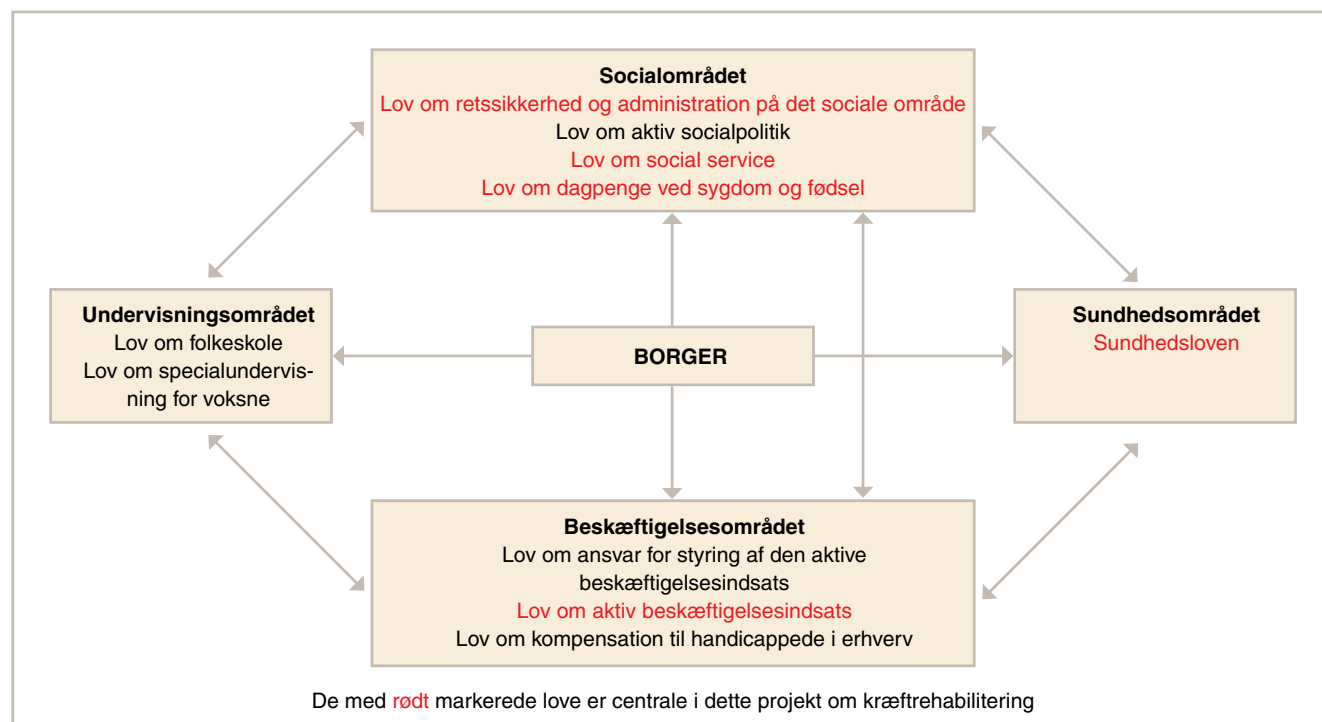 Socialområdet
Lov om retssikkerhed og administration på det sociale område
Lov om aktiv socialpolitik
Lov om social service
Lov om dagpenge ved sygdom og fødsel
Undervisningsområdet
Lov om folkeskole
Lov om specialundervis-
ning for voksne
BORGER
Sundhedsområdet
Sundhedsloven
Beskæftigelsesområdet
Lov om ansvar for styring af den aktive
beskæftigelsesindsats
Lov om aktiv beskæftigelsesindsats
Lov om kompensation til handicappede i erhverv
De med rødt markerede love er centrale i dette projekt om kræftrehabilitering